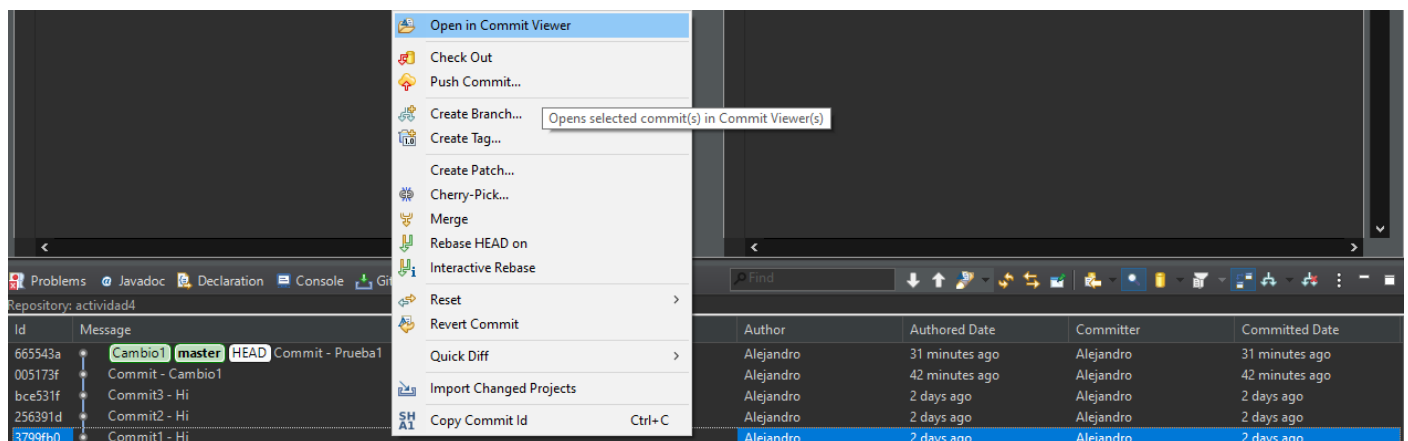 Open in Commit Viewer
Check Out
Push Commit...
Create Branch...
Opens selected commit(s) in Commit Viewer(s)
Create Tag...
Create Patch...
Cherry-Pick...
Merge
Rebase HEAD on
Interactive Rebase
Reset
Revert Commit
Quick Diff
Import Changed Projects
Copy Commit Id Ctrl+C
Problems Javadoc Declaration Console Git Find
Repository: actividad4
Id Message Author Authored Date Committer Committed Date
665543a Cambio1 master HEAD Commit - Prueba1 Alejandro 31 minutes ago Alejandro 31 minutes ago
005173f Commit - Cambio1 Alejandro 42 minutes ago Alejandro 42 minutes ago
bce531f Commit3 - Hi Alejandro 2 days ago Alejandro 2 days ago
256391d Commit2 - Hi Alejandro 2 days ago Alejandro 2 days ago
3799fb0 Commit1 - Hi Alejandro 2 days ago Alejandro 2 days ago